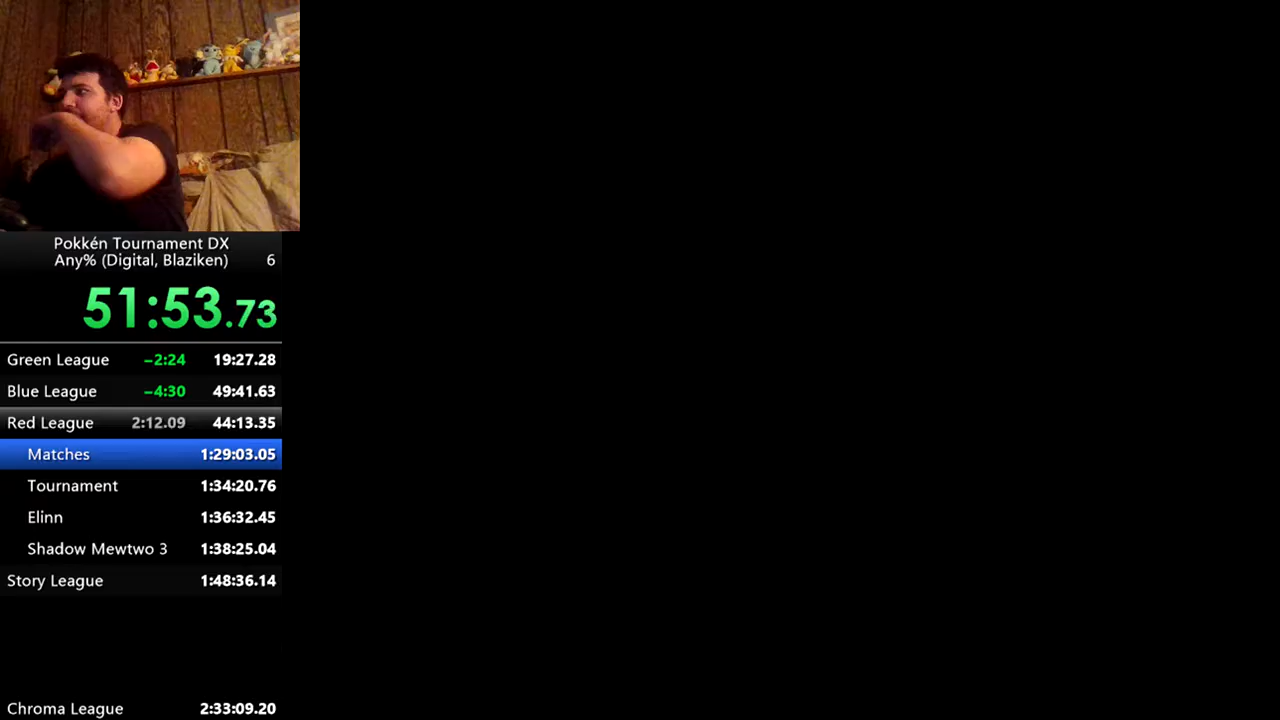 Pokkén Tournament DX
Any% (Digital, Blaziken) 6
51:53.73
Green League −2:24 19:27.28
Blue League −4:30 49:41.63
Red League 2:12.09 44:13.35
Matches 1:29:03.05
Tournament 1:34:20.76
Elinn 1:36:32.45
Shadow Mewtwo 3 1:38:25.04
Story League 1:48:36.14
Chroma League 2:33:09.20